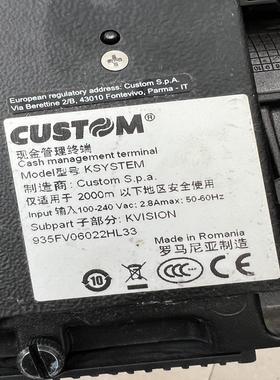 European regulatory address: Custom S.p.A.
Via Berettine 2/B, 43010 Fontevivo, Parma - IT
CUSTOM®
现金管理终端
Cash management terminal
Model型号: KSYSTEM
制造商: Custom S.p.a.
仅适用于 2000m 以下地区安全使用
Input 输入100-240 Vac: 2.8Amax: 50-60Hz
Subpart 子部分: KVISION
935FV06022HL33
10
CCC
Made in Romania
罗马尼亚制造